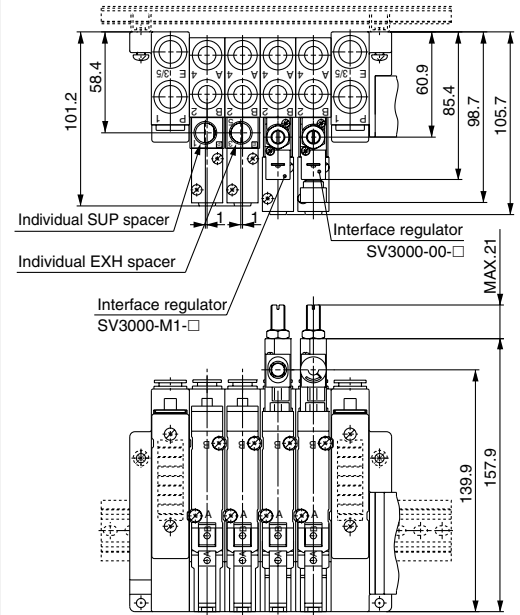 101.2
58.4
60.9
85.4
98.7
105.7
3/5 E 4 A 4 A 4 A 4 A 3/5 E
1 P 2 B 2 B 2 B 2 B 1 P
Individual SUP spacer
1 1
Interface regulator
SV3000-00-□
Individual EXH spacer
Interface regulator
SV3000-M1-□
MAX.21
139.9
157.9
B B B B
A A A A